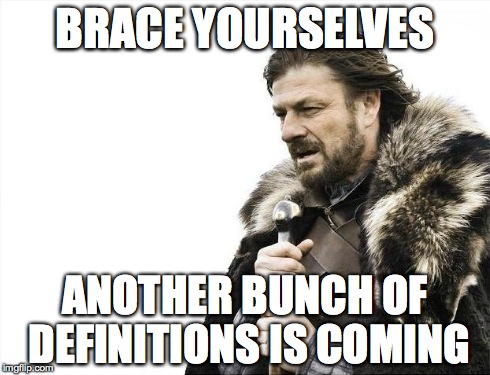 BRACE YOURSELVES
ANOTHER BUNCH OF
DEFINITIONS IS COMING
imgflip.com